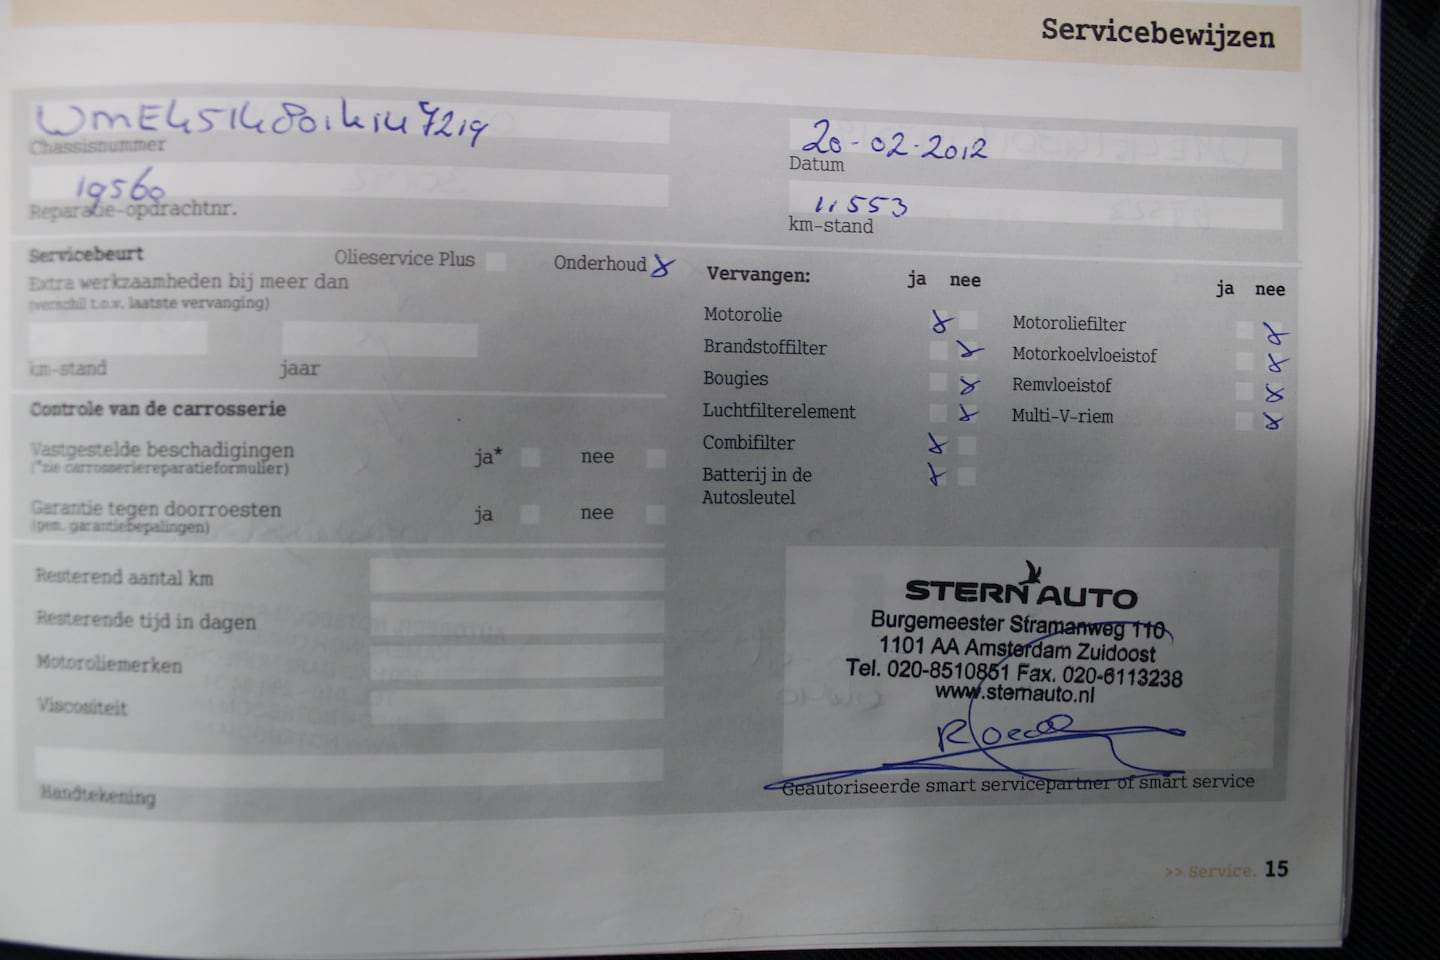 Servicebewijzen
WME4514801K147219
Chassisnummer
20-02-2012
Datum
19560
Reparatie-opdrachtnr.
11553
km-stand
Servicebeurt Olieservice Plus Onderhoud x
Extra werkzaamheden bij meer dan
(verschil t.o.v. laatste vervanging)
km-stand jaar
Controle van de carrosserie
Vastgestelde beschadigingen ja* nee
(*zie carrosseriereparatieformulier)
Garantie tegen doorroesten ja nee
(gem. garantiebepalingen)
Resterend aantal km
Resterende tijd in dagen
Motoroliemerken
Viscositeit
Handtekening
Vervangen: ja nee
Motorolie x
Brandstoffilter x
Bougies x
Luchtfilterelement x
Combifilter x
Batterij in de x
Autosleutel
ja nee
Motoroliefilter x
Motorkoelvloeistof x
Remvloeistof x
Multi-V-riem x
STERN AUTO
Burgemeester Stramanweg 110
1101 AA Amsterdam Zuidoost
Tel. 020-8510851 Fax. 020-6113238
www.sternauto.nl
Geautoriseerde smart servicepartner of smart service
>> Service. 15